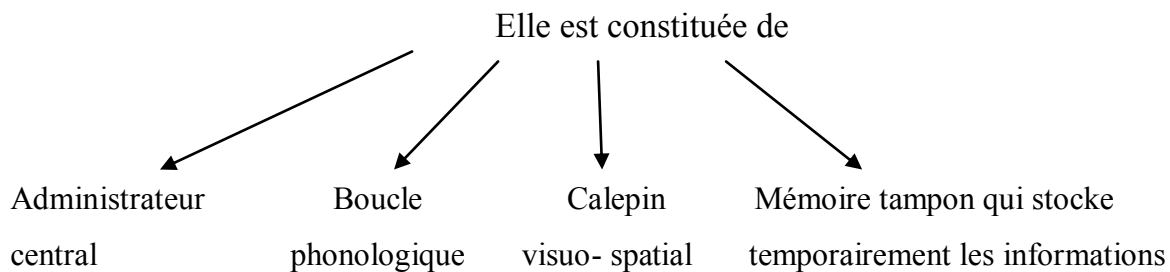 Elle est constituée de
Administrateur Boucle Calepin Mémoire tampon qui stocke
central phonologique visuo- spatial temporairement les informations